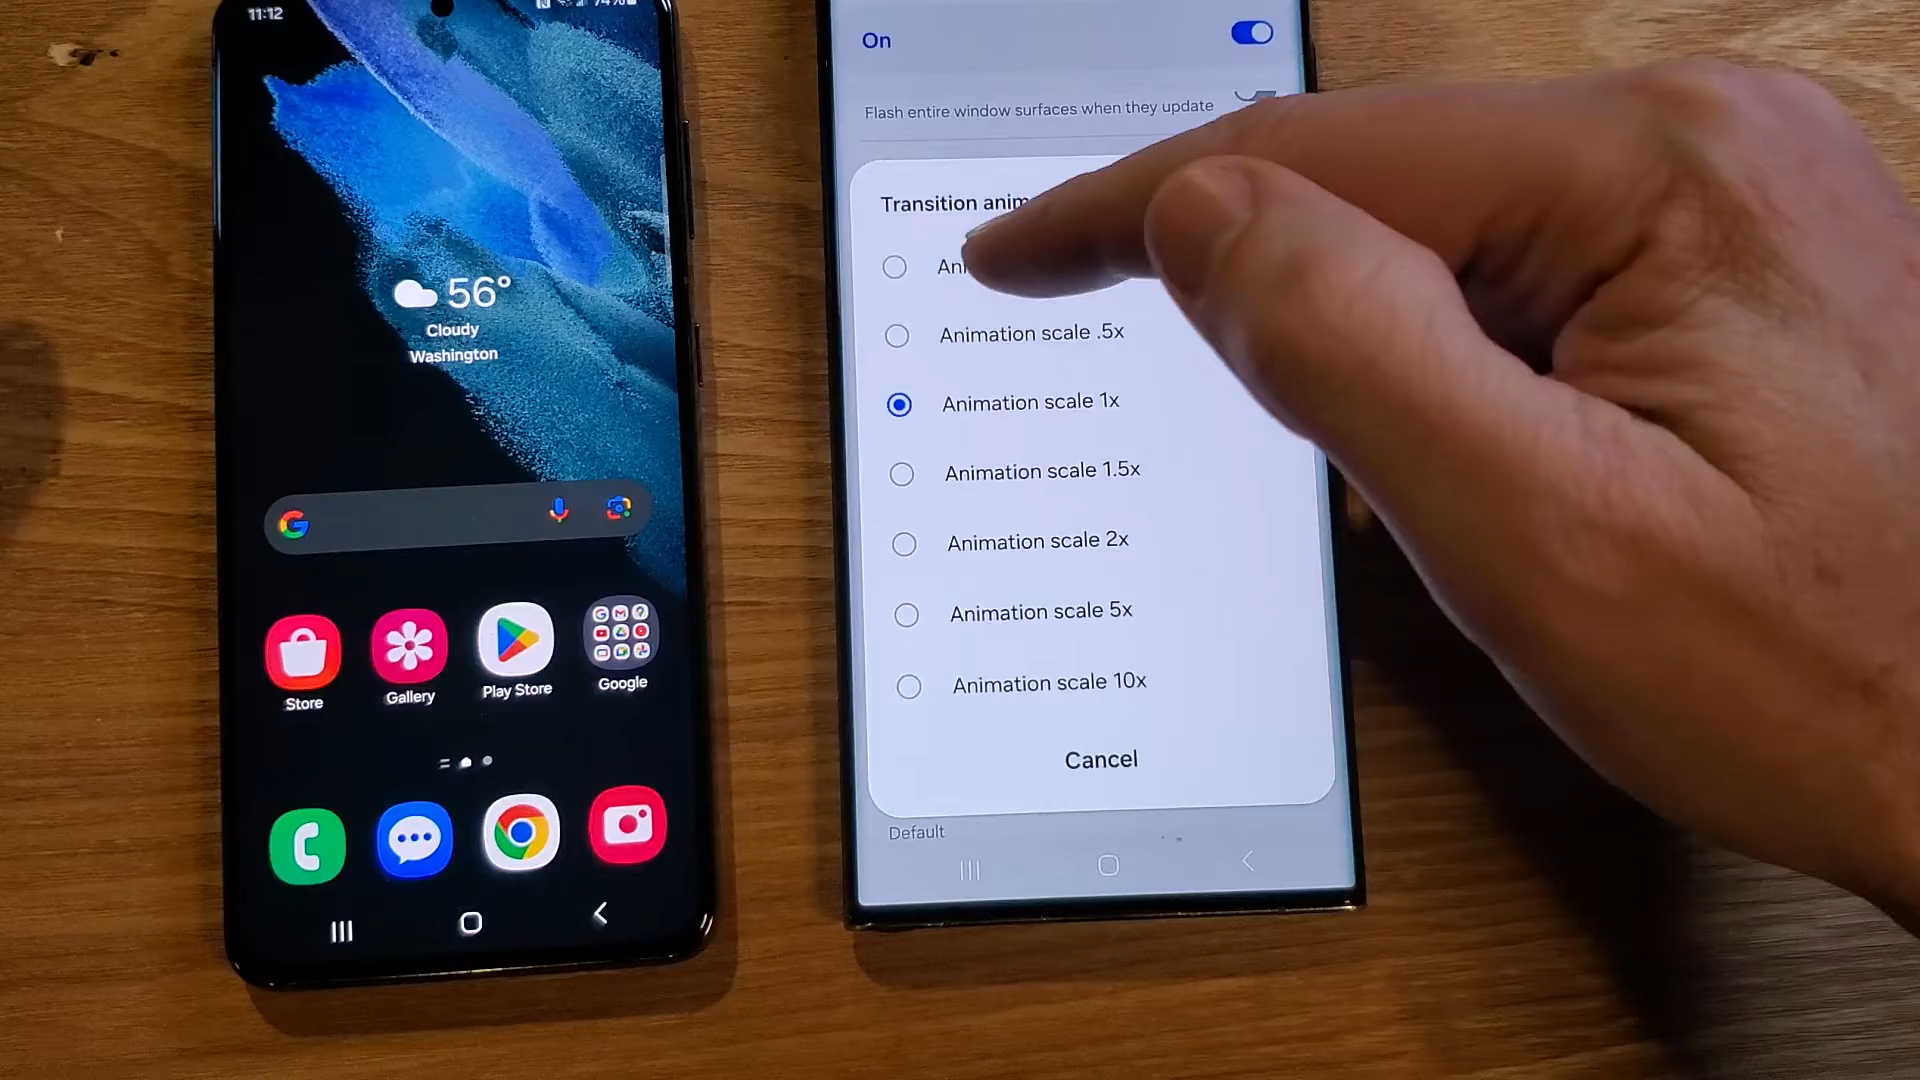 11:12
74%
56°
Cloudy
Washington
Store
Gallery
Play Store
Google
On
Flash entire window surfaces when they update
Transition anim
Ani
Animation scale .5x
Animation scale 1x
Animation scale 1.5x
Animation scale 2x
Animation scale 5x
Animation scale 10x
Cancel
Default